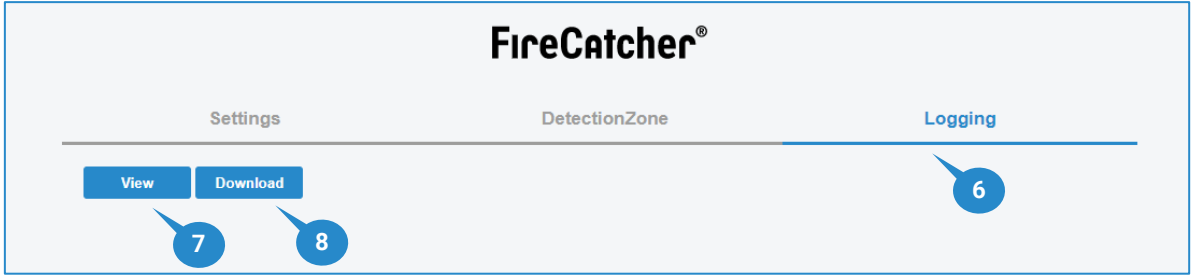 FireCatcher®
Settings DetectionZone Logging
View Download
6
7 8